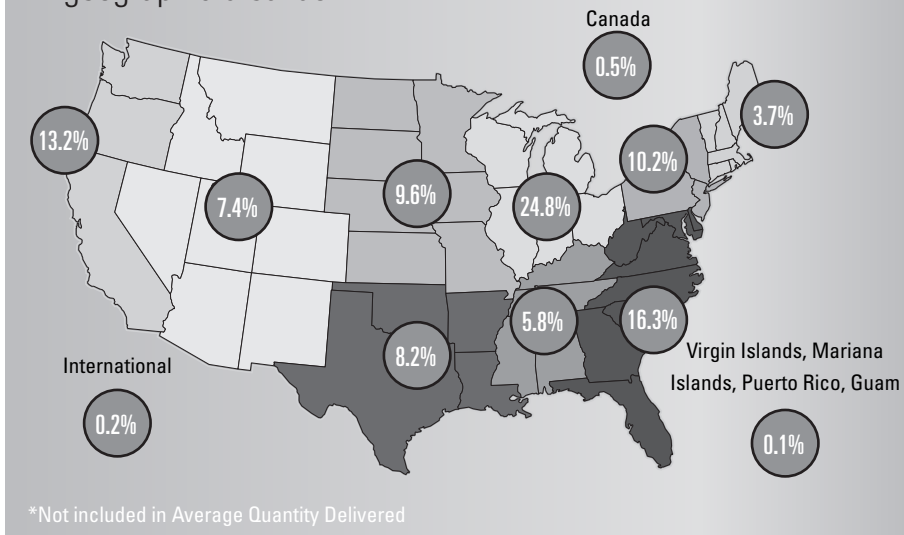 Canada
0.5%
3.7%
13.2%
10.2%
7.4%
9.6%
24.8%
5.8%
16.3%
8.2%
Virgin Islands, Mariana
Islands, Puerto Rico, Guam
International
0.2%
0.1%
*Not included in Average Quantity Delivered